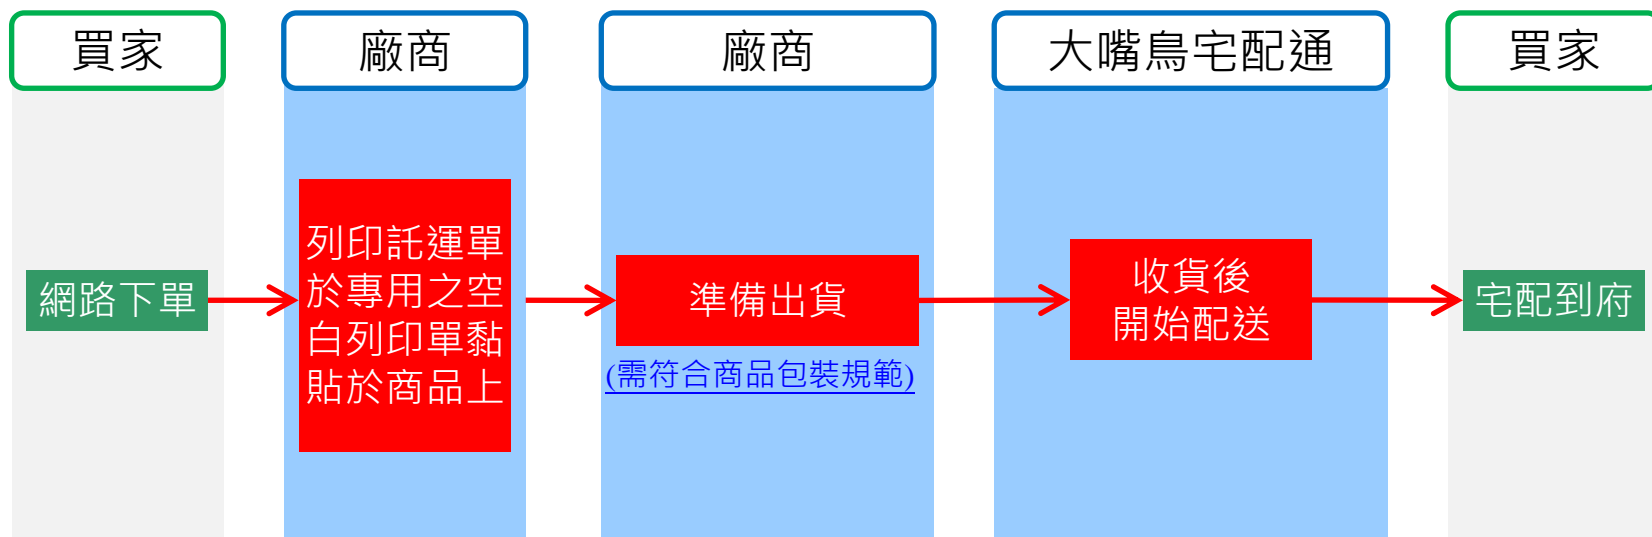 買家
廠商
廠商
大嘴鳥宅配通
買家
網路下單
列印託運單
於專用之空
白列印單黏
貼於商品上
準備出貨
(需符合商品包裝規範)
收貨後
開始配送
宅配到府